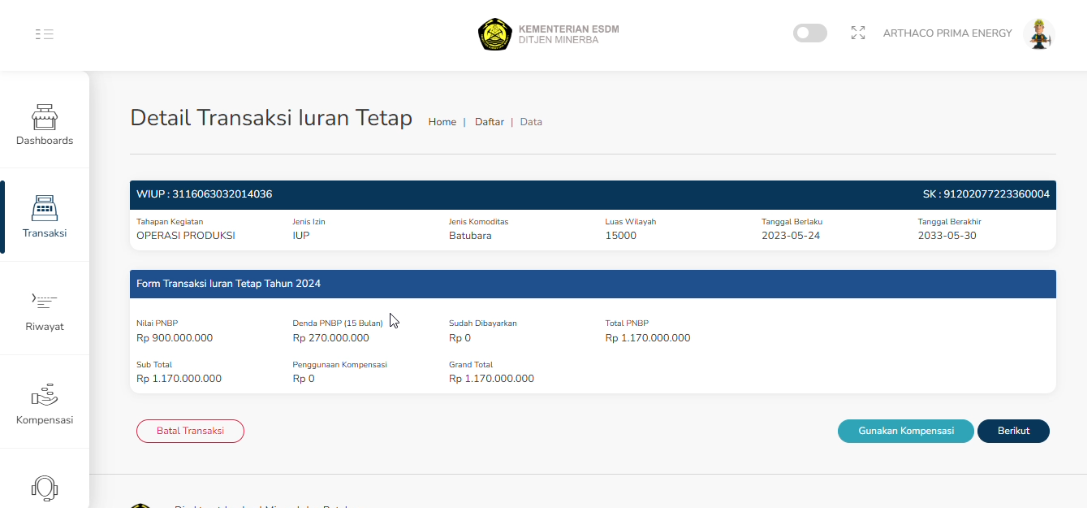 KEMENTERIAN ESDM
DITJEN MINERBA
ARTHACO PRIMA ENERGY
Dashboards
Transaksi
Riwayat
Kompensasi
Detail Transaksi Iuran Tetap
Home | Daftar | Data
WIUP : 3116063032014036
SK : 91202077223360004
Tahapan Kegiatan
OPERASI PRODUKSI
Jenis Izin
IUP
Jenis Komoditas
Batubara
Luas Wilayah
15000
Tanggal Berlaku
2023-05-24
Tanggal Berakhir
2033-05-30
Form Transaksi Iuran Tetap Tahun 2024
Nilai PNBP
Rp 900.000.000
Denda PNBP (15 Bulan)
Rp 270.000.000
Sudah Dibayarkan
Rp 0
Total PNBP
Rp 1.170.000.000
Sub Total
Rp 1.170.000.000
Penggunaan Kompensasi
Rp 0
Grand Total
Rp 1.170.000.000
Batal Transaksi
Gunakan Kompensasi
Berikut